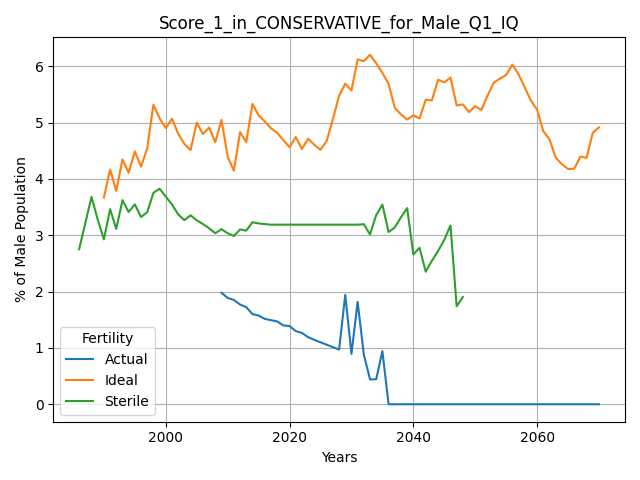 Score_1_in_CONSERVATIVE_for_Male_Q1_IQ
% of Male Population
6
5
4
3
2
1
0
Fertility
Actual
Ideal
Sterile
2000
2020
2040
2060
Years